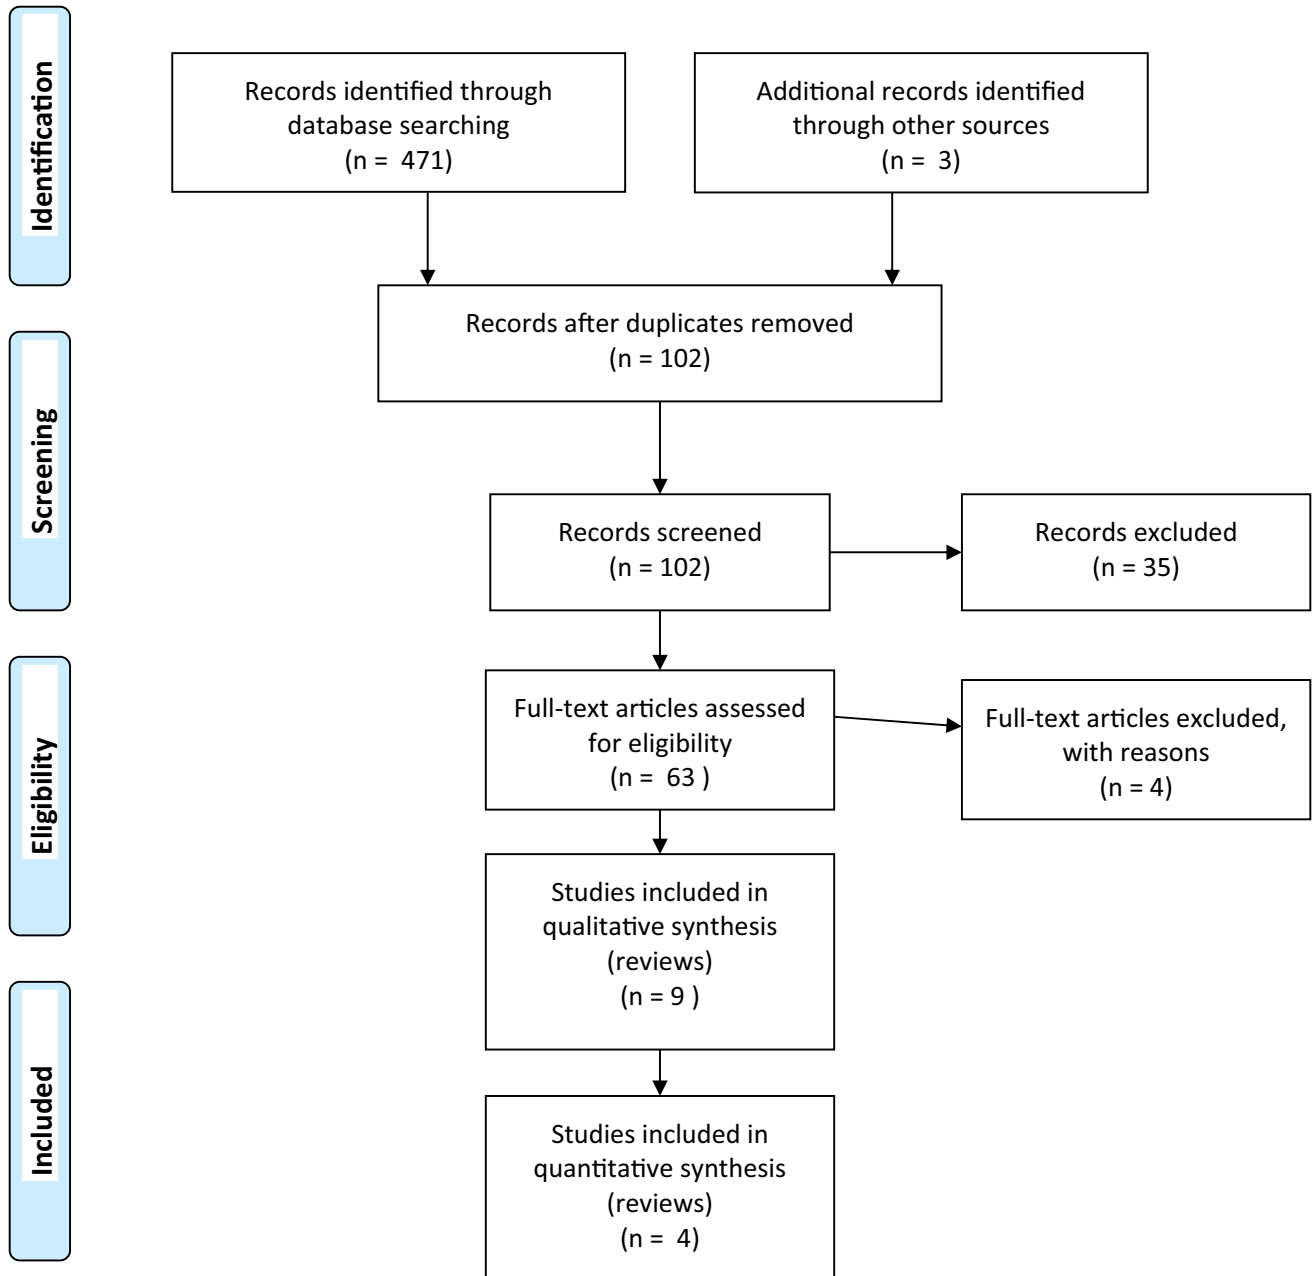 Identification
Records identified through
database searching
(n = 471)
Additional records identified
through other sources
(n = 3)
Records after duplicates removed
(n = 102)
Screening
Records screened
(n = 102)
Records excluded
(n = 35)
Eligibility
Full-text articles assessed
for eligibility
(n = 63 )
Full-text articles excluded,
with reasons
(n = 4)
Studies included in
qualitative synthesis
(reviews)
(n = 9 )
Included
Studies included in
quantitative synthesis
(reviews)
(n = 4)